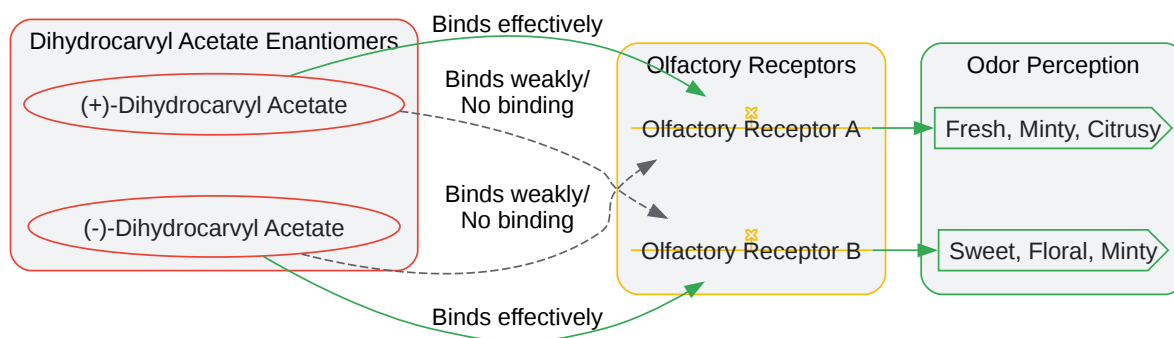 Dihydrocarvyl Acetate Enantiomers
(+)-Dihydrocarvyl Acetate
(-)-Dihydrocarvyl Acetate
Binds effectively
Binds weakly/
No binding
Binds weakly/
No binding
Binds effectively
Olfactory Receptors
Olfactory Receptor A
Olfactory Receptor B
Odor Perception
Fresh, Minty, Citrusy
Sweet, Floral, Minty